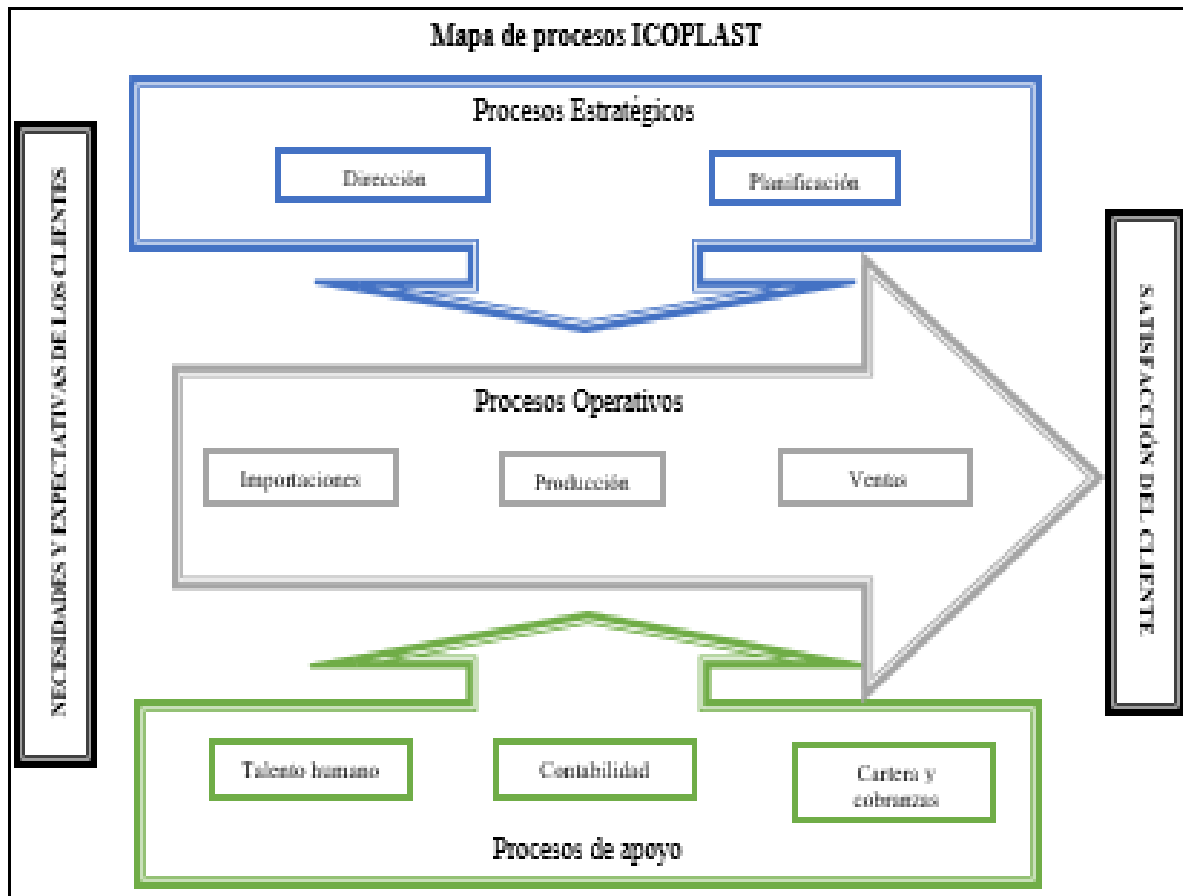 Mapa de procesos ICOPLAST
Procesos Estratégicos
Dirección
Planificación
NECESIDADES Y EXPECTATIVAS DE LOS CLIENTES
Procesos Operativos
Importaciones
Producción
Ventas
SATISFACCIÓN DEL CLIENTE
Talento humano
Contabilidad
Cartera y
cobranzas
Procesos de apoyo